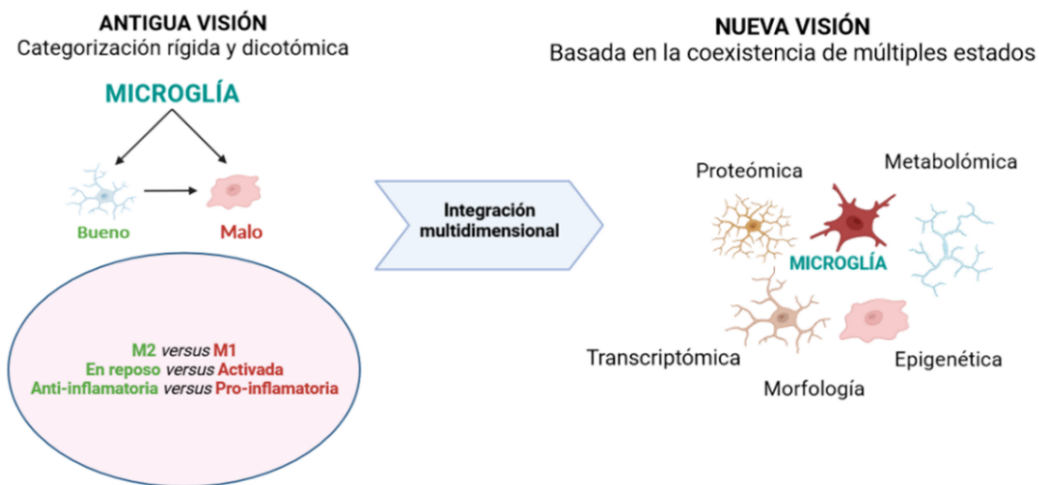 ANTIGUA VISIÓN
Categorización rígida y dicotómica
MICROGLÍA
Bueno
Malo
M2 versus M1
En reposo versus Activada
Anti-inflamatoria versus Pro-inflamatoria
Integración
multidimensional
NUEVA VISIÓN
Basada en la coexistencia de múltiples estados
Proteómica
Metabolómica
MICROGLÍA
Transcriptómica
Epigenética
Morfología